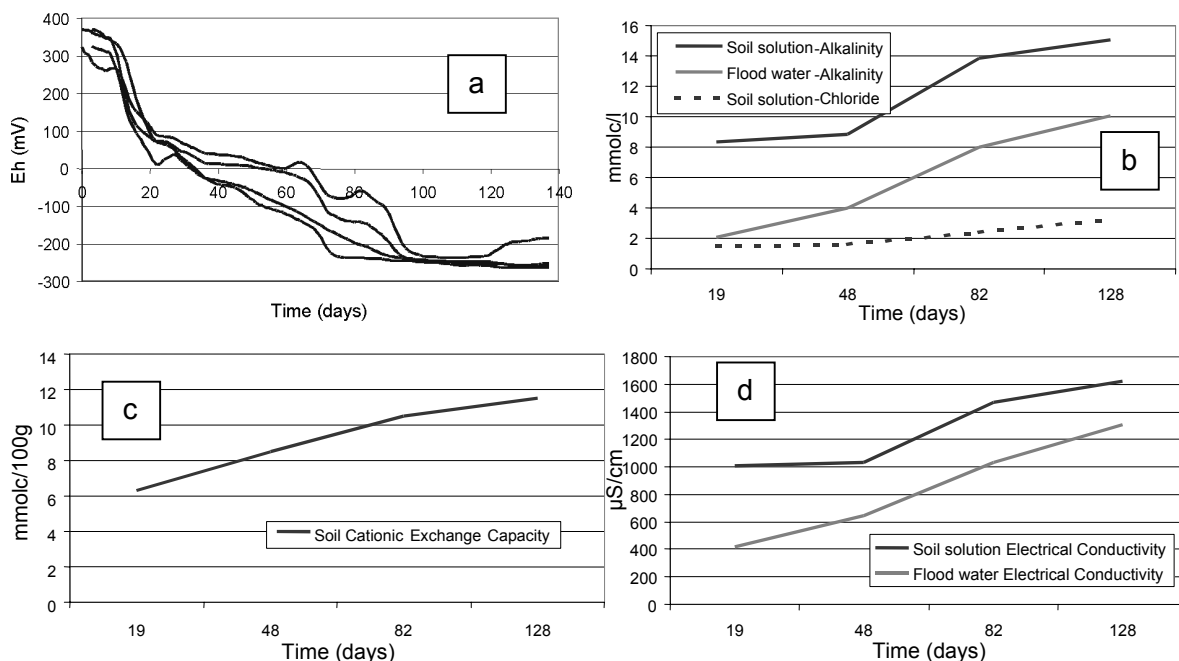 400
300
200
100
0
-100
-200
-300
Eh (mV)
0 20 40 60 80 100 120 140
Time (days)
a
16
14
12
10
8
6
4
2
0
mmolc/l
Soil solution-Alkalinity
Flood water -Alkalinity
Soil solution-Chloride
b
19 48 82 128
Time (days)
14
12
10
8
6
4
2
0
mmolc/100g
c
Soil Cationic Exchange Capacity
19 48 82 128
Time (days)
1800
1600
1400
1200
1000
800
600
400
200
0
µS/cm
d
Soil solution Electrical Conductivity
Flood water Electrical Conductivity
19 48 82 128
Time (days)